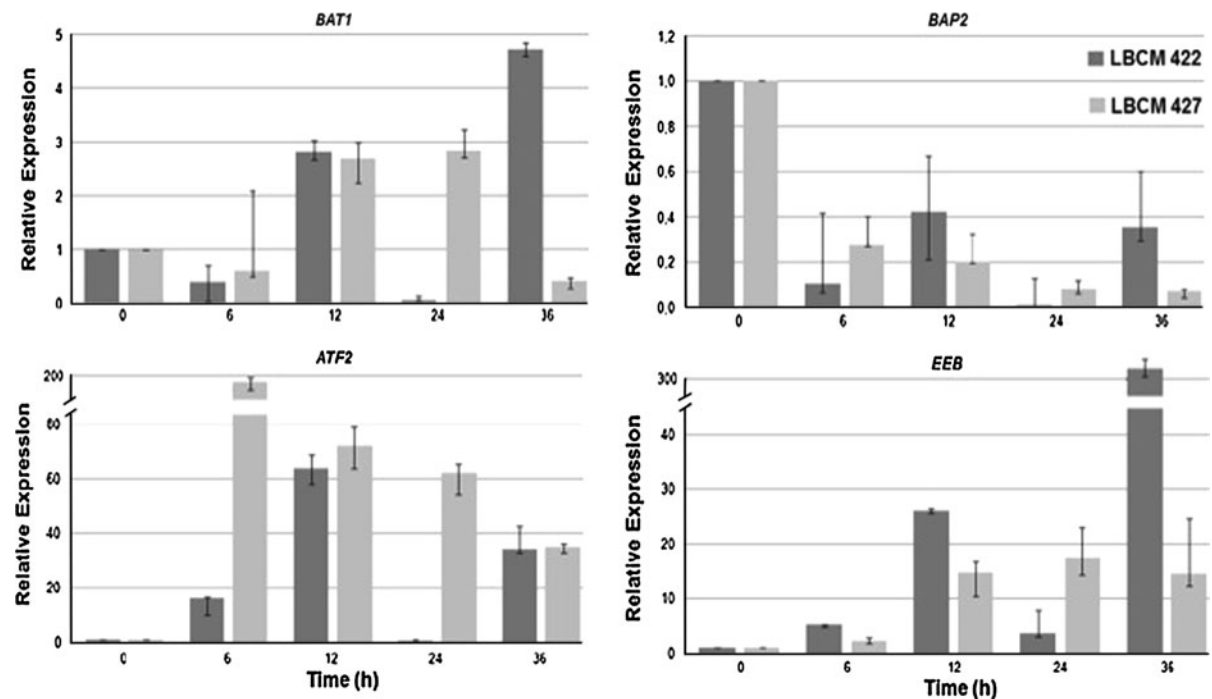 BAT1
Relative Expression
5
4
3
2
1
0
0 6 12 24 36
BAP2
Relative Expression
1,2
1,0
0,8
0,6
0,4
0,2
0,0
0 6 12 24 36
LBCM 422
LBCM 427
ATF2
Relative Expression
200
80
60
40
20
0
0 6 12 24 36
Time (h)
EEB
Relative Expression
300
40
30
20
10
0
0 6 12 24 36
Time (h)